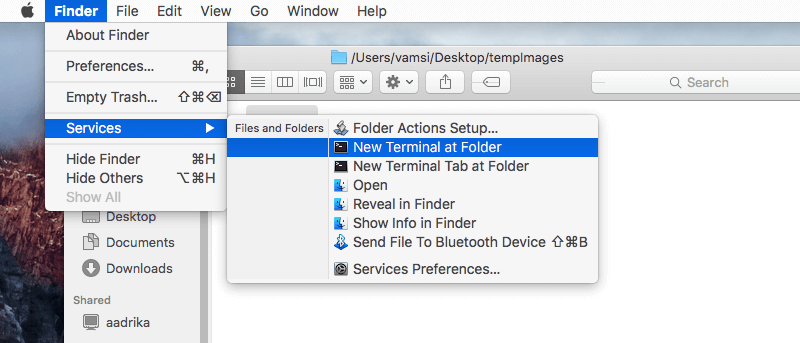 Finder File Edit View Go Window Help
About Finder
Preferences... ⌘,
Empty Trash... ⇧⌘⌫
Services ▶
Hide Finder ⌘H
Hide Others ⌥⌘H
Show All
/Users/vamsi/Desktop/tempImages
Search
Files and Folders
Folder Actions Setup...
New Terminal at Folder
New Terminal Tab at Folder
Open
Reveal in Finder
Show Info in Finder
Send File To Bluetooth Device ⇧⌘B
Services Preferences...
Desktop
Documents
Downloads
Shared
aadrika